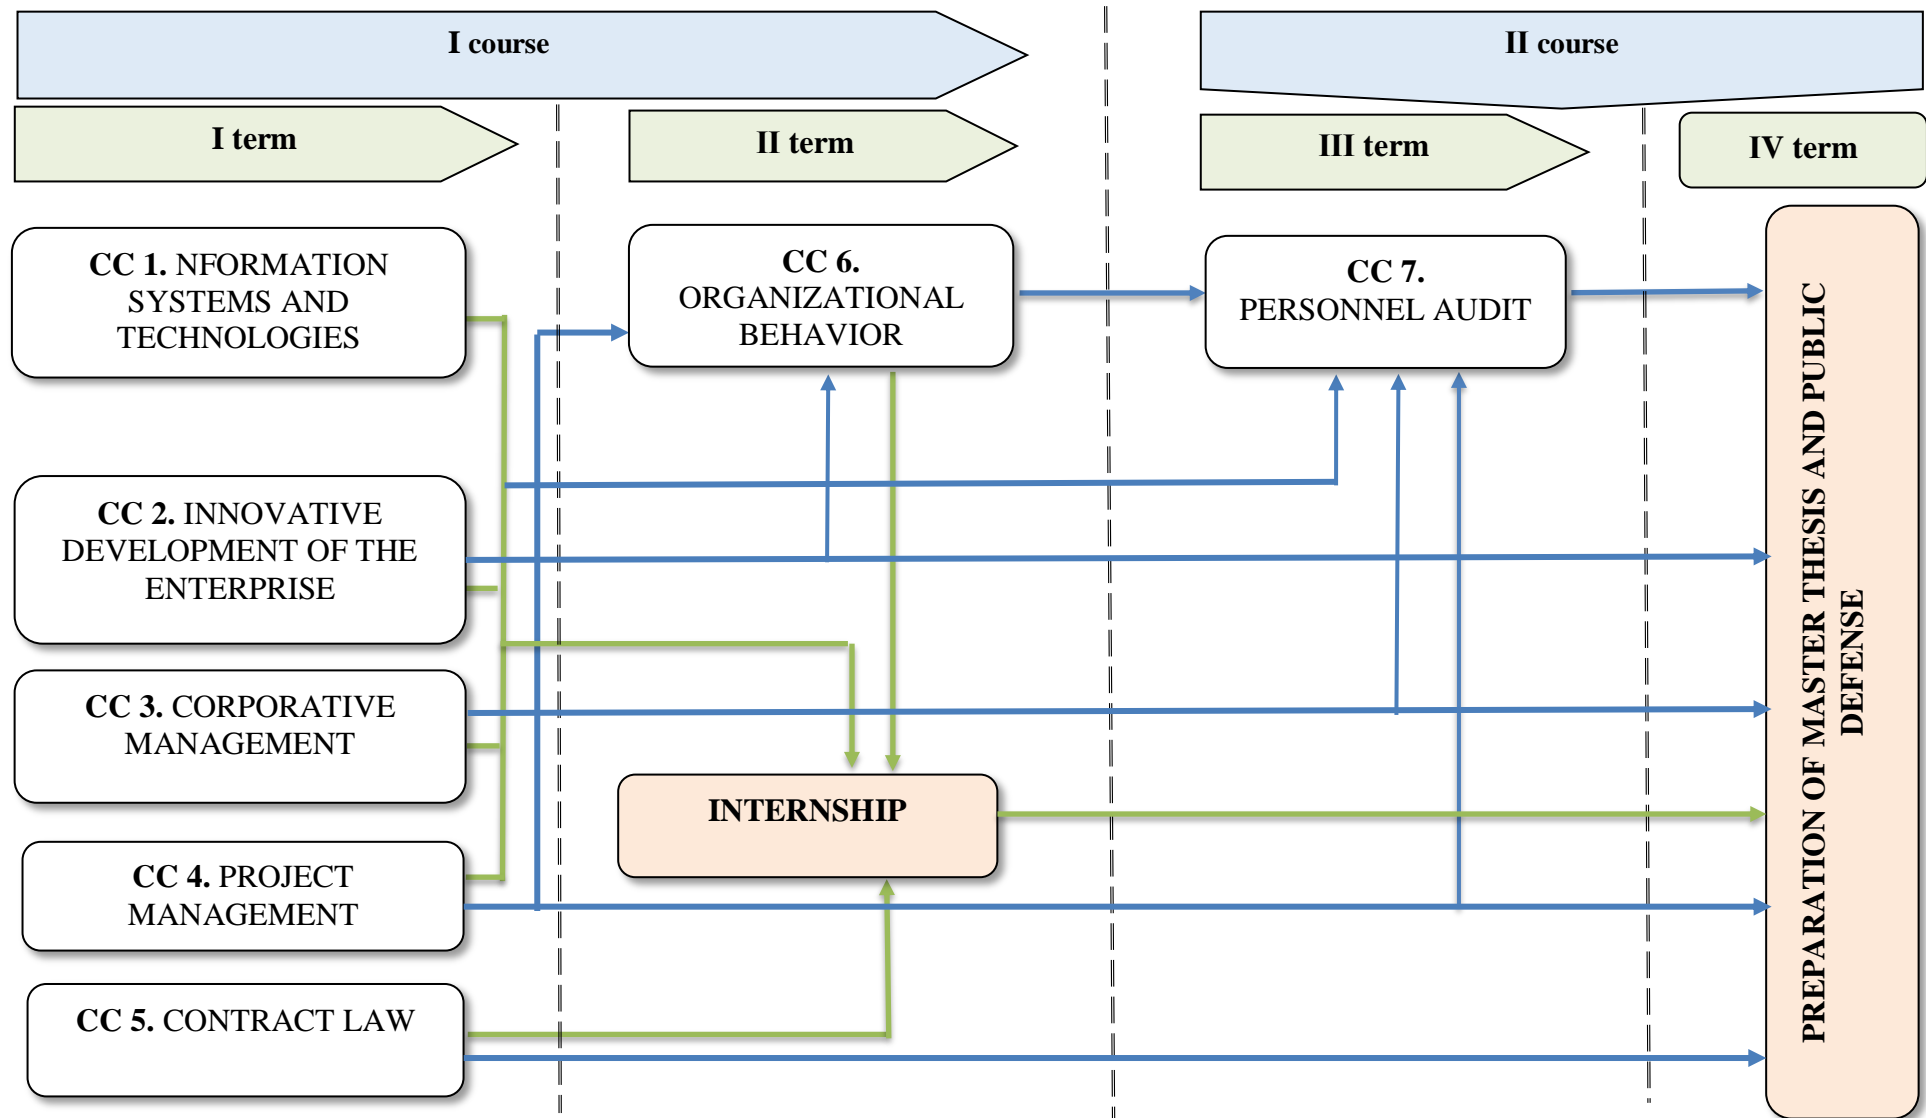 I course
II course
I term
II term
III term
IV term
CC 1. NFORMATION
SYSTEMS AND
TECHNOLOGIES
CC 6.
ORGANIZATIONAL
BEHAVIOR
CC 7.
PERSONNEL AUDIT
CC 2. INNOVATIVE
DEVELOPMENT OF THE
ENTERPRISE
CC 3. CORPORATIVE
MANAGEMENT
INTERNSHIP
CC 4. PROJECT
MANAGEMENT
CC 5. CONTRACT LAW
PREPARATION OF MASTER THESIS AND PUBLIC
DEFENSE